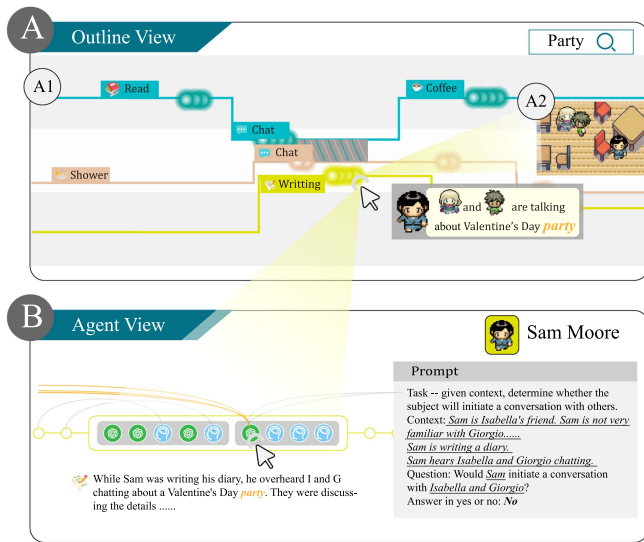 A
Outline View
Party
A1
Read
Coffee
A2
Chat
Chat
Shower
Writting
and are talking
about Valentine's Day party
B
Agent View
Sam Moore
Prompt
Task -- given context, determine whether the
subject will initiate a conversation with others.
Context: Sam is Isabella's friend. Sam is not very
familiar with Giorgio......
Sam is writing a diary.
Sam hears Isabella and Giorgio chatting.
Question: Would Sam initiate a conversation
with Isabella and Giorgio?
Answer in yes or no: No
While Sam was writing his diary, he overheard I and G
chatting about a Valentine's Day party. They were discuss-
ing the details ......